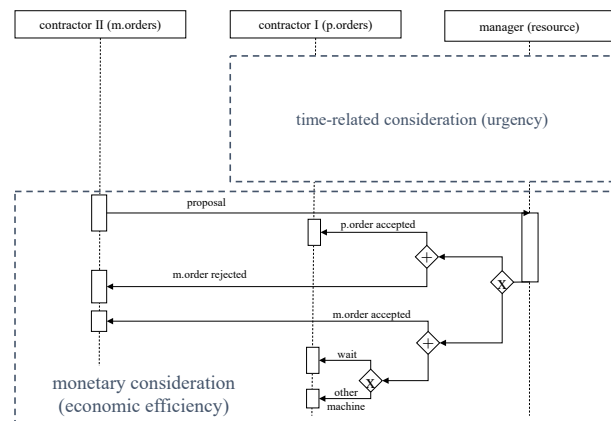 contractor II (m.orders)
contractor I (p.orders)
manager (resource)
time-related consideration (urgency)
proposal
p.order accepted
+
m.order rejected
X
m.order accepted
+
wait
X
other
machine
monetary consideration
(economic efficiency)